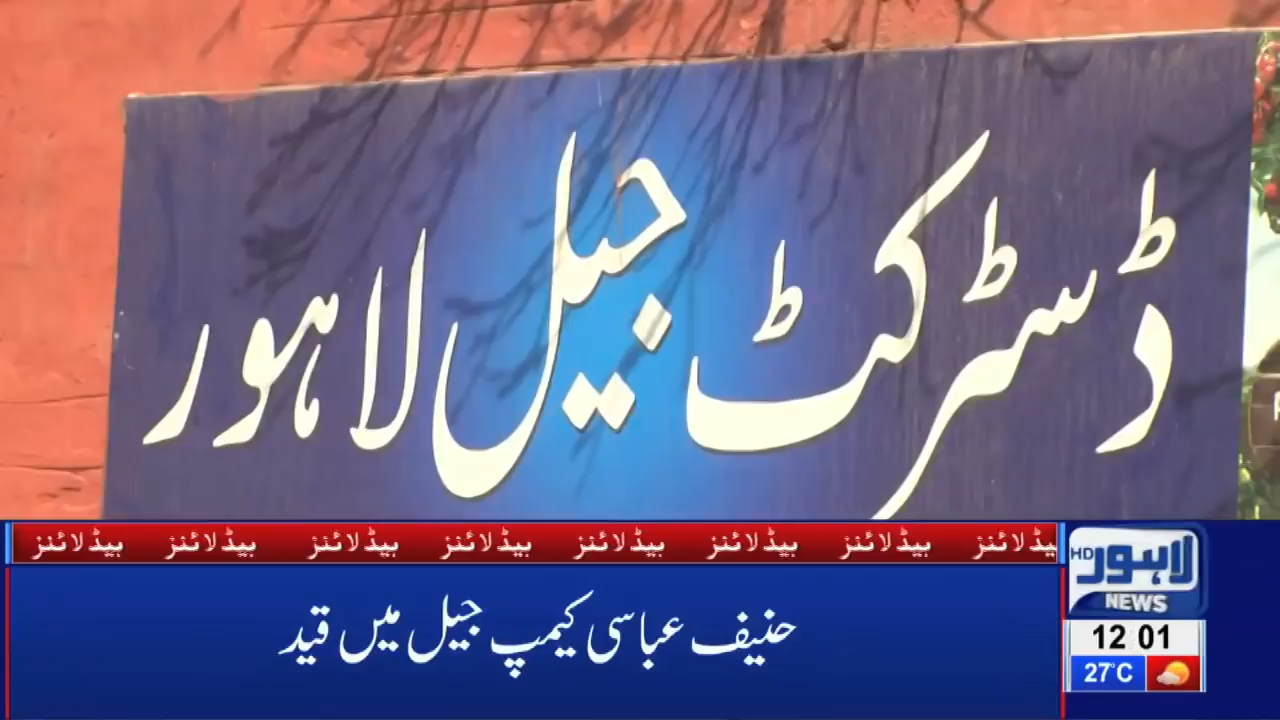 ڈسٹرکٹ جیل لاہور
ہیڈلائنز ہیڈلائنز ہیڈلائنز ہیڈلائنز ہیڈلائنز ہیڈلائنز ہیڈلائنز ہیڈلائنز
حنیف عباسی کیمپ جیل میں قید
HD لاہور
NEWS
12 01
27°C